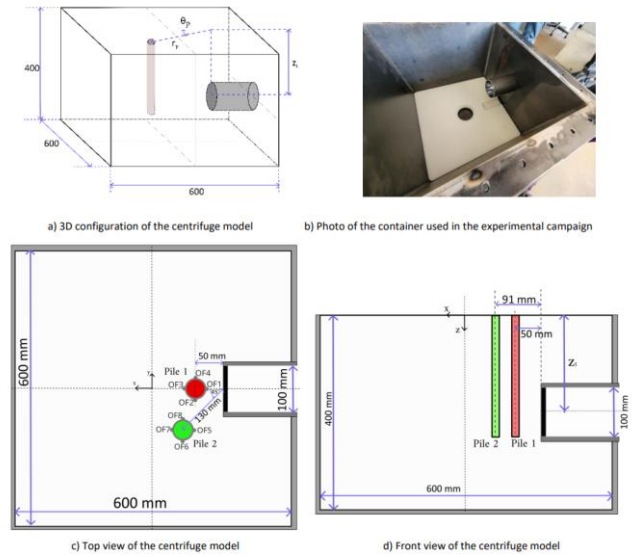 400
600
600
θp
rp
zt
a) 3D configuration of the centrifuge model
b) Photo of the container used in the experimental campaign
600 mm
50 mm
Pile 1
OF4
OF3
OF1
OF2
130 mm
100 mm
OF8
OF7
OF5
OF6
Pile 2
600 mm
c) Top view of the centrifuge model
91 mm
x
z
50 mm
400 mm
100 mm
Pile 2
Pile 1
600 mm
d) Front view of the centrifuge model